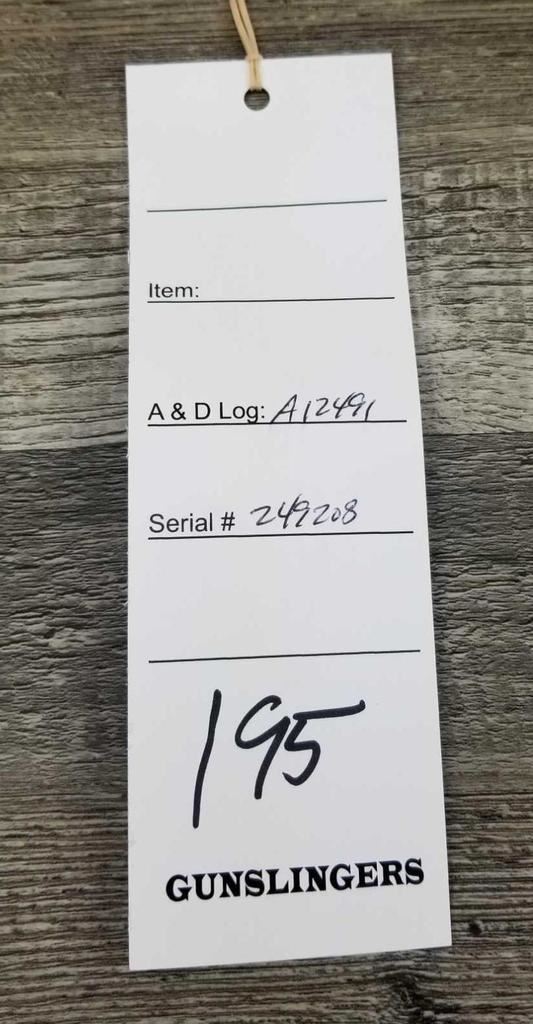 Item:
A & D Log: A12491
Serial # 249208
195
GUNSLINGERS